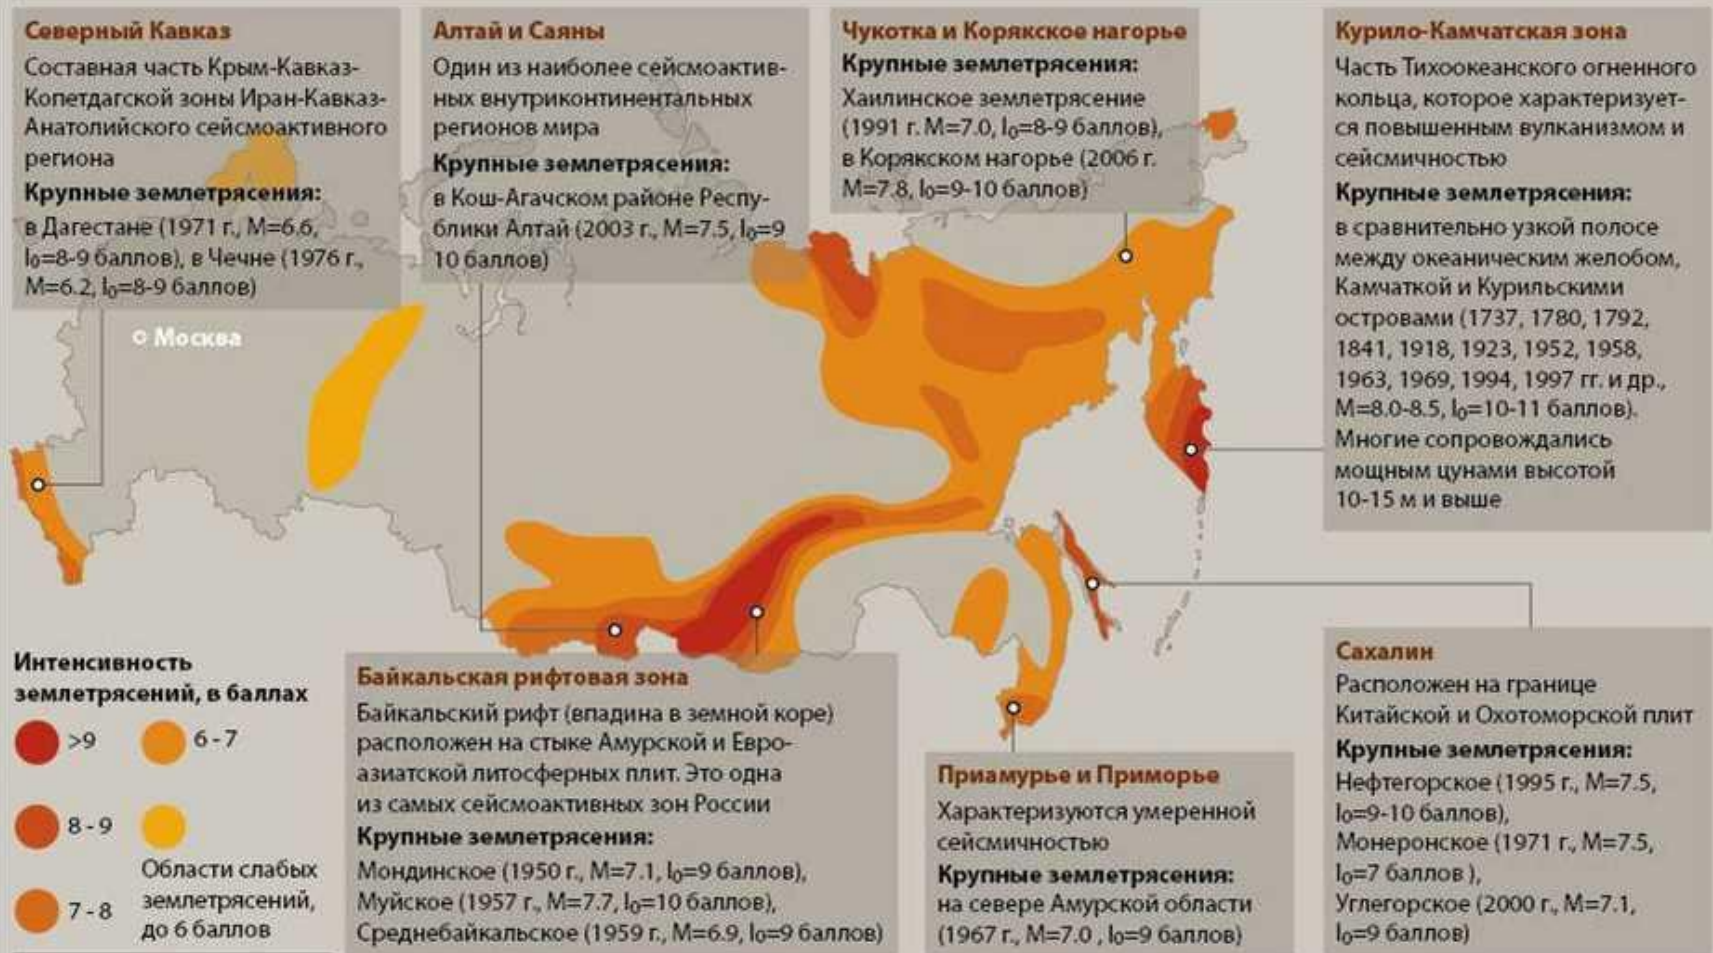 Северный Кавказ
Составная часть Крым-Кавказ-
Копетдагской зоны Иран-Кавказ-
Анатолийского сейсмоактивного
региона
Крупные землетрясения:
в Дагестане (1971 г., М=6.6,
I₀=8-9 баллов), в Чечне (1976 г.,
М=6.2, I₀=8-9 баллов)
Алтай и Саяны
Один из наиболее сейсмоактив-
ных внутриконтинентальных
регионов мира
Крупные землетрясения:
в Кош-Агачском районе Респу-
блики Алтай (2003 г., М=7.5, I₀=9
10 баллов)
Чукотка и Корякское нагорье
Крупные землетрясения:
Хаилинское землетрясение
(1991 г. М=7.0, I₀=8-9 баллов),
в Корякском нагорье (2006 г.
М=7.8, I₀=9-10 баллов)
Курило-Камчатская зона
Часть Тихоокеанского огненного
кольца, которое характеризует-
ся повышенным вулканизмом и
сейсмичностью
Крупные землетрясения:
в сравнительно узкой полосе
между океаническим желобом,
Камчаткой и Курильскими
островами (1737, 1780, 1792,
1841, 1918, 1923, 1952, 1958,
1963, 1969, 1994, 1997 гг. и др.,
М=8.0-8.5, I₀=10-11 баллов).
Многие сопровождались
мощным цунами высотой
10-15 м и выше
Москва
Интенсивность
землетрясений, в баллах
>9
6 - 7
8 - 9
7 - 8
Области слабых
землетрясений,
до 6 баллов
Байкальская рифтовая зона
Байкальский рифт (впадина в земной коре)
расположен на стыке Амурской и Евро-
азиатской литосферных плит. Это одна
из самых сейсмоактивных зон России
Крупные землетрясения:
Мондинское (1950 г., М=7.1, I₀=9 баллов),
Муйское (1957 г., М=7.7, I₀=10 баллов),
Среднебайкальское (1959 г., М=6.9, I₀=9 баллов)
Приамурье и Приморье
Характеризуются умеренной
сейсмичностью
Крупные землетрясения:
на севере Амурской области
(1967 г., М=7.0 , I₀=9 баллов)
Сахалин
Расположен на границе
Китайской и Охотоморской плит
Крупные землетрясения:
Нефтегорское (1995 г., М=7.5,
I₀=9-10 баллов),
Монеронское (1971 г., М=7.5,
I₀=7 баллов ),
Углегорское (2000 г., М=7.1,
I₀=9 баллов)